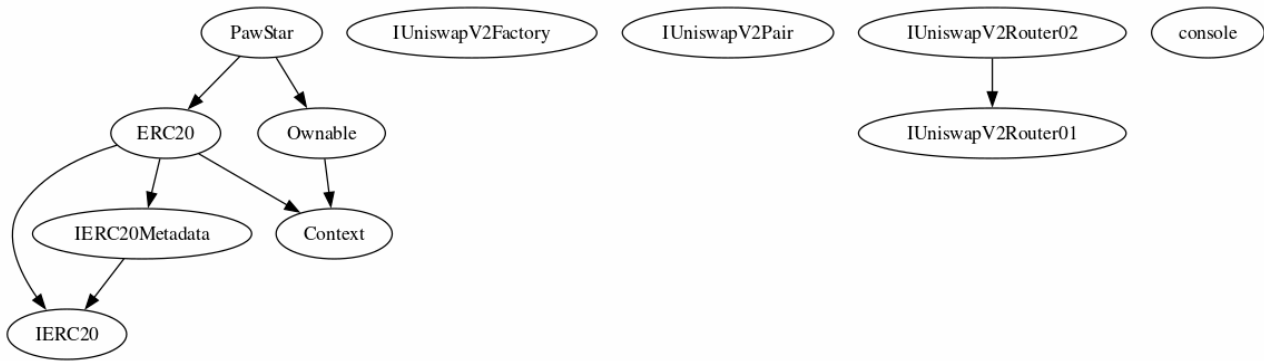 PawStar
IUniswapV2Factory
IUniswapV2Pair
IUniswapV2Router02
console
ERC20
Ownable
IUniswapV2Router01
IERC20Metadata
Context
IERC20